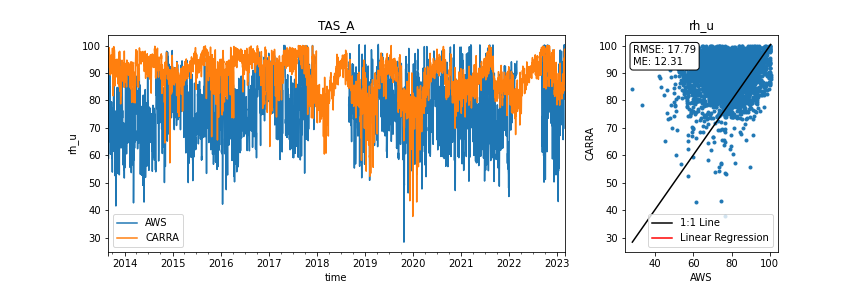 TAS_A
rh_u
100
90
80
70
60
50
40
30
AWS
CARRA
2014 2015 2016 2017 2018 2019 2020 2021 2022 2023
time
rh_u
RMSE: 17.79
ME: 12.31
CARRA
100
90
80
70
60
50
40
30
1:1 Line
Linear Regression
40 60 80 100
AWS